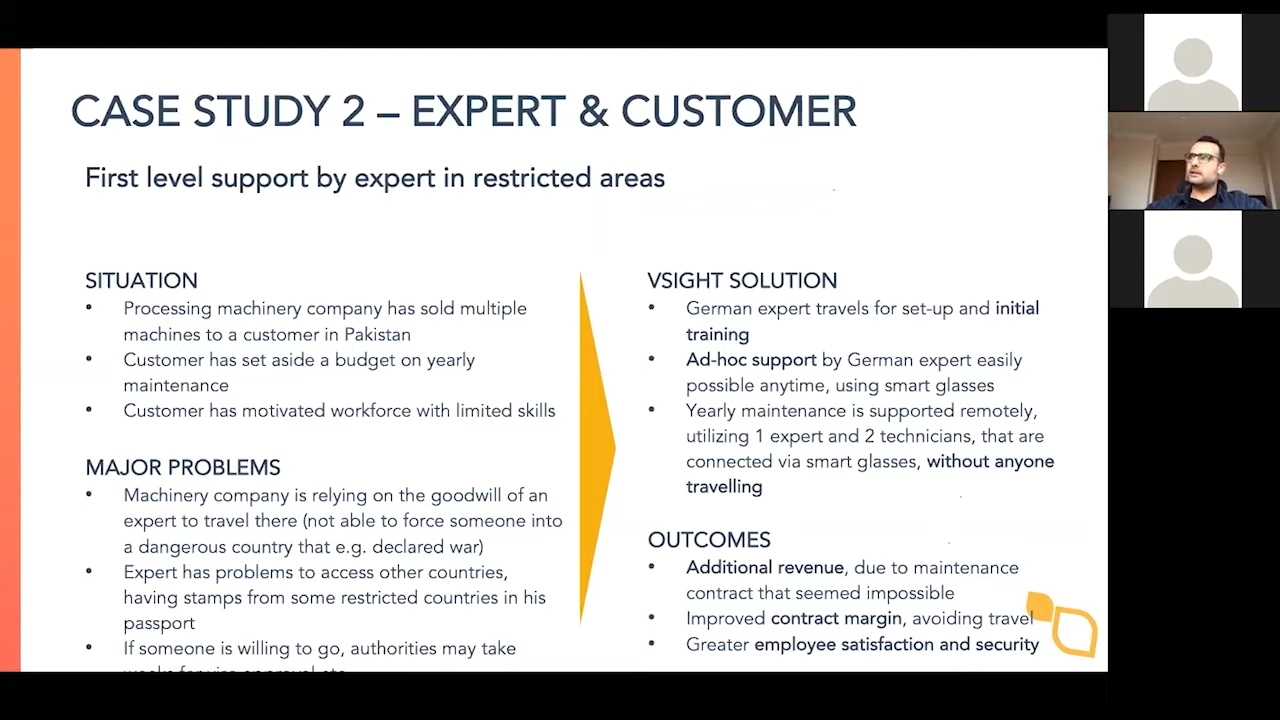 CASE STUDY 2 – EXPERT & CUSTOMER
First level support by expert in restricted areas
SITUATION
• Processing machinery company has sold multiple
machines to a customer in Pakistan
• Customer has set aside a budget on yearly
maintenance
• Customer has motivated workforce with limited skills
MAJOR PROBLEMS
• Machinery company is relying on the goodwill of an
expert to travel there (not able to force someone into
a dangerous country that e.g. declared war)
• Expert has problems to access other countries,
having stamps from some restricted countries in his
passport
• If someone is willing to go, authorities may take
VSIGHT SOLUTION
• German expert travels for set-up and initial
training
• Ad-hoc support by German expert easily
possible anytime, using smart glasses
• Yearly maintenance is supported remotely,
utilizing 1 expert and 2 technicians, that are
connected via smart glasses, without anyone
travelling
OUTCOMES
• Additional revenue, due to maintenance
contract that seemed impossible
• Improved contract margin, avoiding travel
• Greater employee satisfaction and security